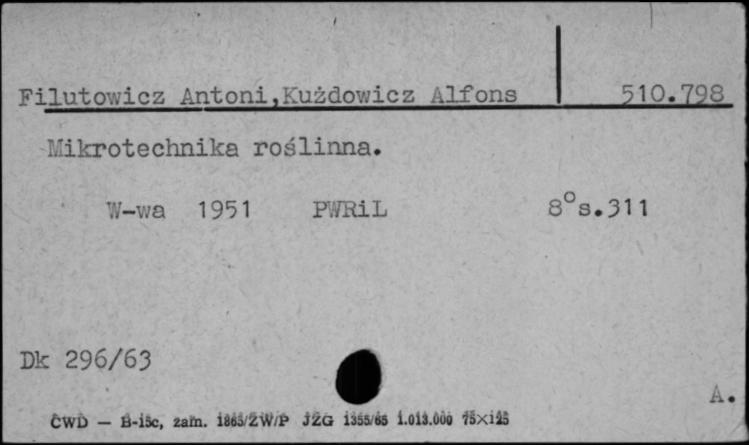 Filutowicz Antoni,Kużdowicz Alfons 510.798
Mikrotechnika roślinna.
W-wa 1951 PWRiL 8°s.311
Dk 296/63
A.
CWD — B-15c, zam. 1865/ZW/P JZG 1355/65 1.013.000 75×125